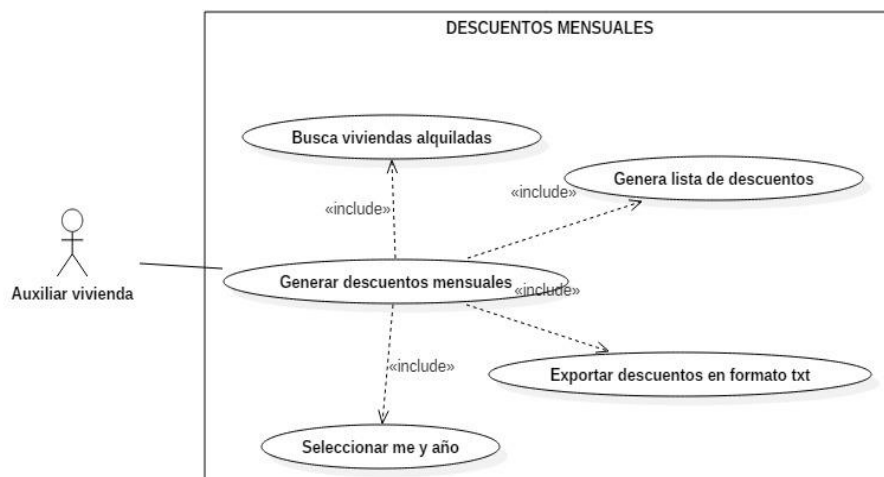 DESCUENTOS MENSUALES
Busca viviendas alquiladas
Genera lista de descuentos
«include»
«include»
Auxiliar vivienda
Generar descuentos mensuales
«include»
«include»
Exportar descuentos en formato txt
Seleccionar me y año